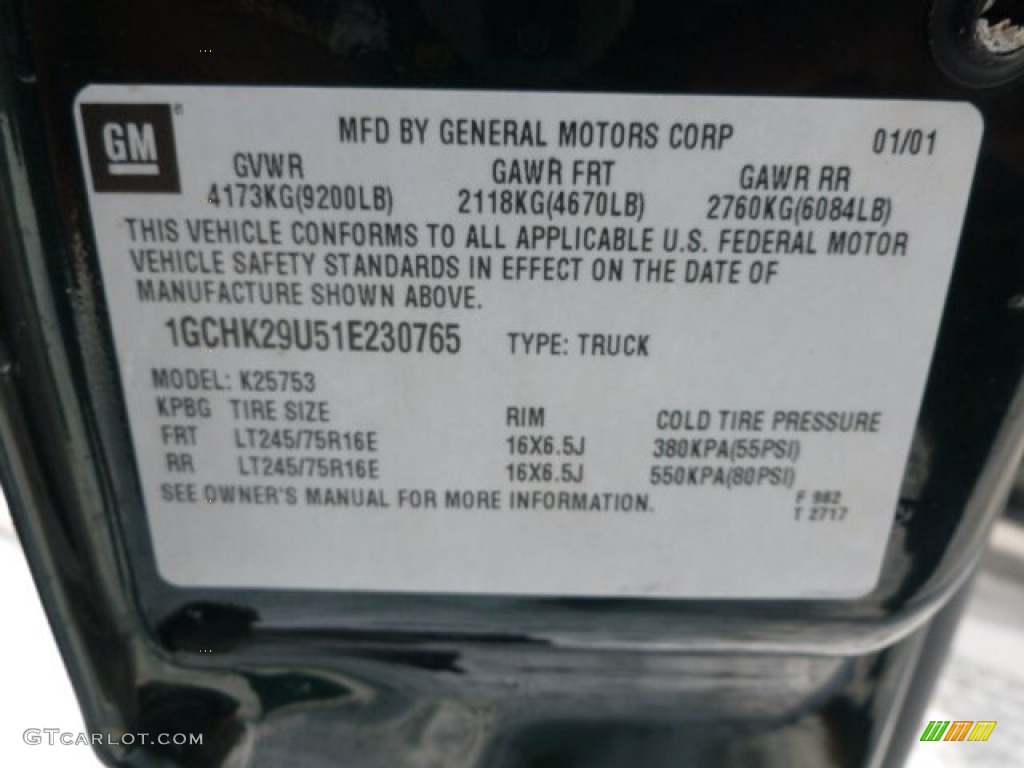 GM
MFD BY GENERAL MOTORS CORP 01/01
GVWR GAWR FRT GAWR RR
4173KG(9200LB) 2118KG(4670LB) 2760KG(6084LB)
THIS VEHICLE CONFORMS TO ALL APPLICABLE U.S. FEDERAL MOTOR
VEHICLE SAFETY STANDARDS IN EFFECT ON THE DATE OF
MANUFACTURE SHOWN ABOVE.
1GCHK29U51E230765 TYPE: TRUCK
MODEL: K25753
KPBG TIRE SIZE RIM COLD TIRE PRESSURE
FRT LT245/75R16E 16X6.5J 380KPA(55PSI)
RR LT245/75R16E 16X6.5J 550KPA(80PSI)
SEE OWNER'S MANUAL FOR MORE INFORMATION.
F 982
T 2717
GTCARLOT.COM